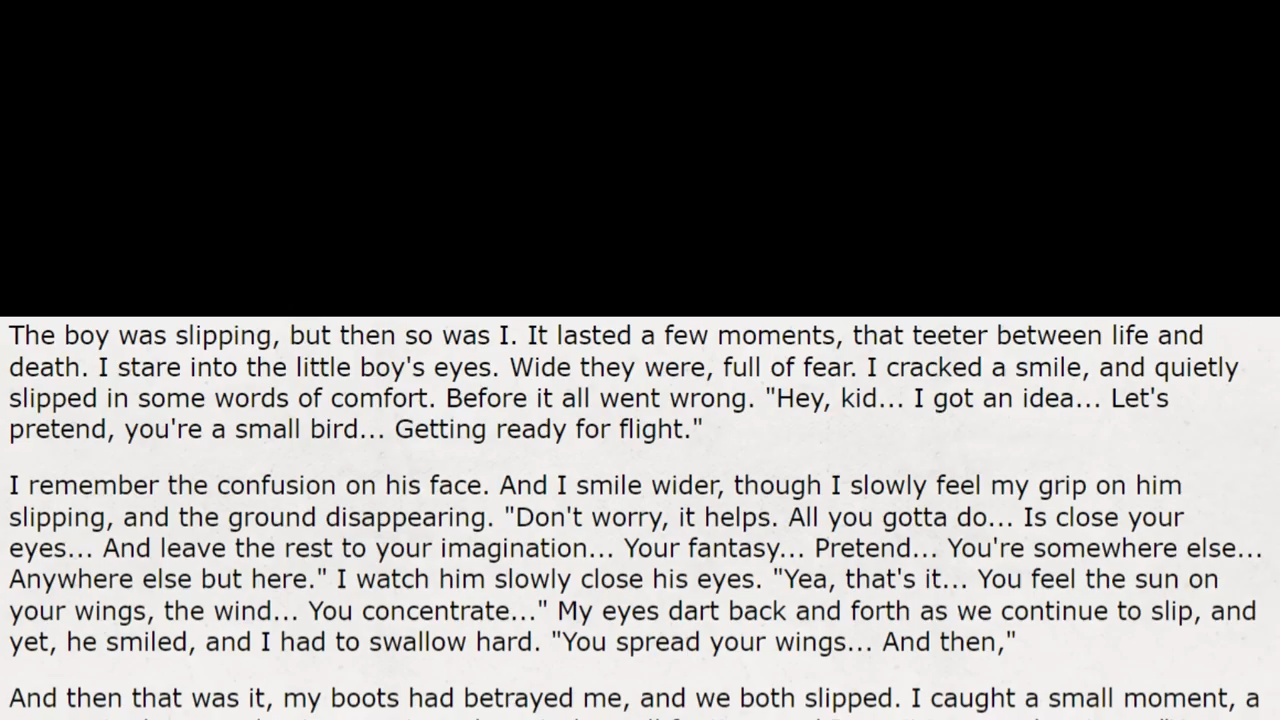 The boy was slipping, but then so was I. It lasted a few moments, that teeter between life and
death. I stare into the little boy's eyes. Wide they were, full of fear. I cracked a smile, and quietly
slipped in some words of comfort. Before it all went wrong. "Hey, kid... I got an idea... Let's
pretend, you're a small bird... Getting ready for flight."
I remember the confusion on his face. And I smile wider, though I slowly feel my grip on him
slipping, and the ground disappearing. "Don't worry, it helps. All you gotta do... Is close your
eyes... And leave the rest to your imagination... Your fantasy... Pretend... You're somewhere else...
Anywhere else but here." I watch him slowly close his eyes. "Yea, that's it... You feel the sun on
your wings, the wind... You concentrate..." My eyes dart back and forth as we continue to slip, and
yet, he smiled, and I had to swallow hard. "You spread your wings... And then,"
And then that was it, my boots had betrayed me, and we both slipped. I caught a small moment, a